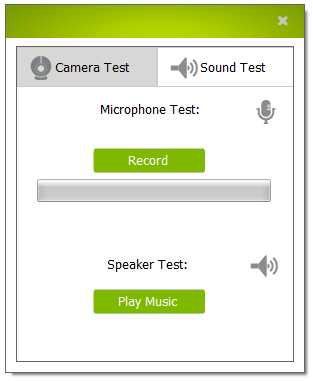 Camera Test
Sound Test
Microphone Test:
Record
Speaker Test:
Play Music